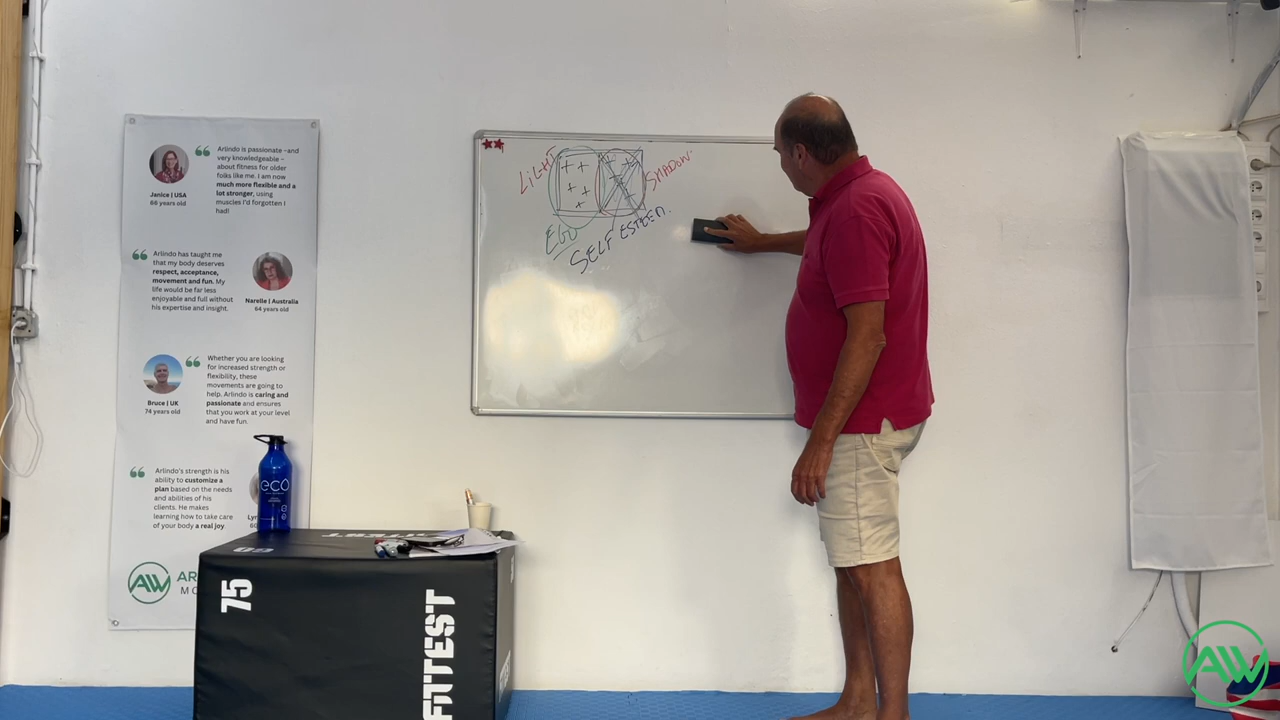 Arlindo is passionate -and
very knowledgeable -
about fitness for older
folks like me. I am now
much more flexible and a
lot stronger, using
muscles I'd forgotten I
had!
Janice | USA
66 years old
Arlindo has taught me
that my body deserves
respect, acceptance,
movement and fun. My
life would be far less
enjoyable and full without
his expertise and insight.
Narelle | Australia
64 years old
Whether you are looking
for increased strength or
flexibility, these
movements are going to
help. Arlindo is caring and
passionate and ensures
that you work at your level
and have fun.
Bruce | UK
74 years old
Arlindo's strength is his
ability to customize a
plan based on the needs
and abilities of his
clients. He makes
learning how to take care
of your body a real joy
AW
LIGHT
SHADOW
EGO
SELF ESTEEM.
eco
60
75
FITTEST
AW